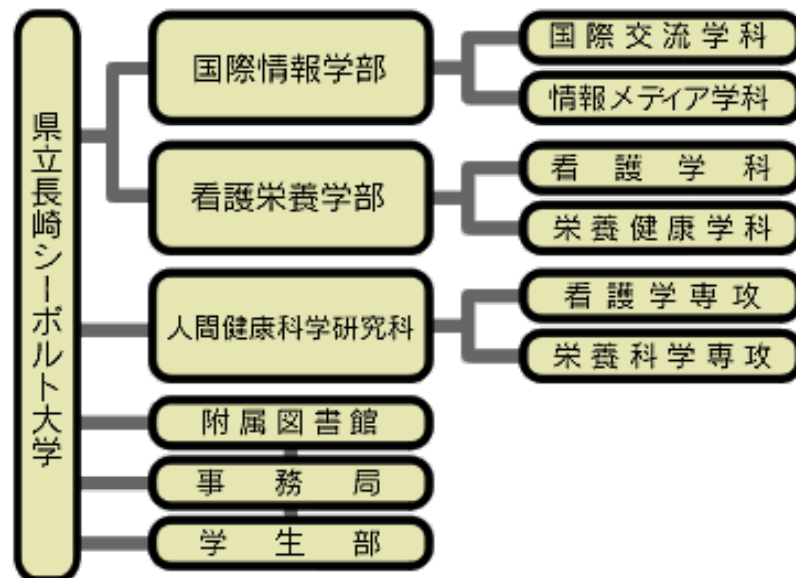 県立長崎シーボルト大学
国際情報学部
国際交流学科
情報メディア学科
看護栄養学部
看護学科
栄養健康学科
人間健康科学研究科
看護学専攻
栄養科学専攻
附属図書館
事務局
学生部